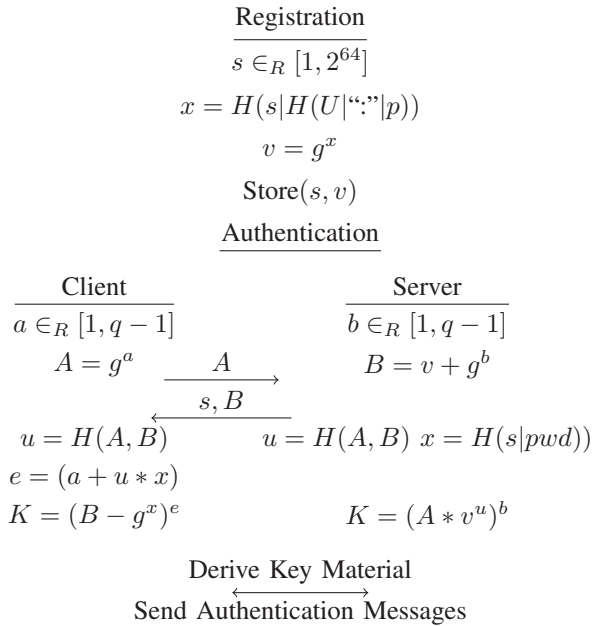 Registration
s ∈_R [1, 2^{64}]
x = H(s|H(U|“:”|p))
v = g^x
Store(s, v)
Authentication
Client Server
a ∈_R [1, q − 1] b ∈_R [1, q − 1]
A = g^a A B = v + g^b
s, B
u = H(A, B) u = H(A, B) x = H(s|pwd))
e = (a + u ∗ x)
K = (B − g^x)^e K = (A ∗ v^u)^b
Derive Key Material
Send Authentication Messages